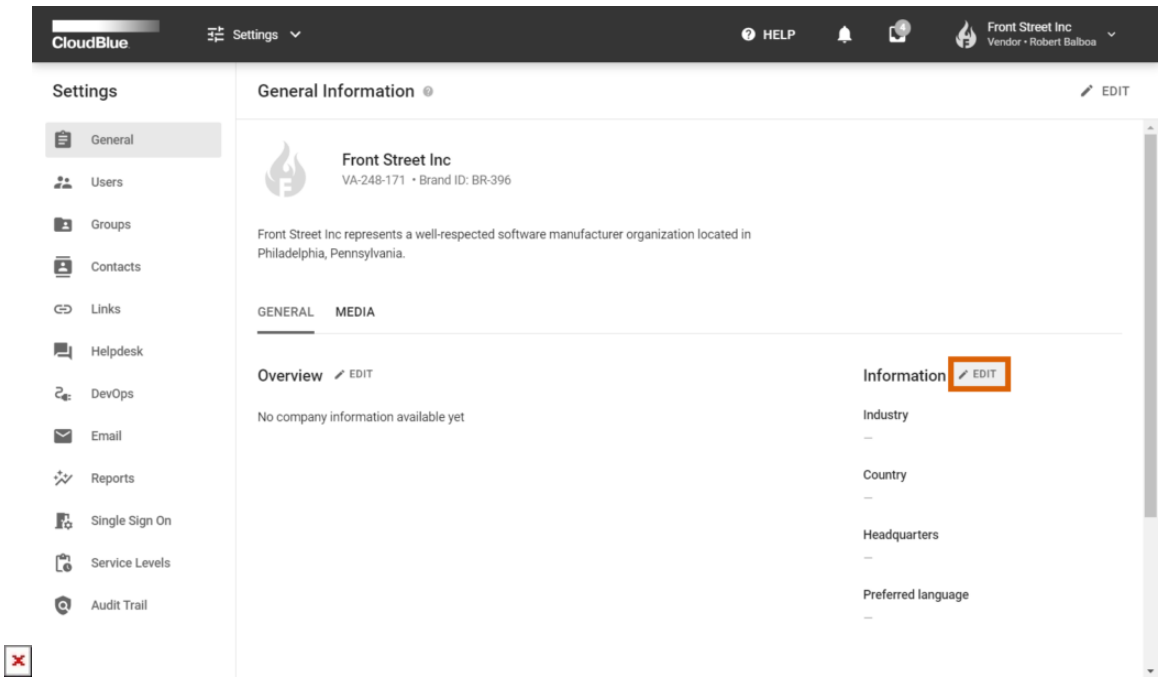 CloudBlue.
Settings
HELP
4
Front Street Inc
Vendor • Robert Balboa
Settings
General
Users
Groups
Contacts
Links
Helpdesk
DevOps
Email
Reports
Single Sign On
Service Levels
Audit Trail
General Information
EDIT
F
Front Street Inc
VA-248-171 • Brand ID: BR-396
Front Street Inc represents a well-respected software manufacturer organization located in
Philadelphia, Pennsylvania.
GENERAL MEDIA
Overview EDIT
No company information available yet
Information EDIT
Industry
—
Country
—
Headquarters
—
Preferred language
—